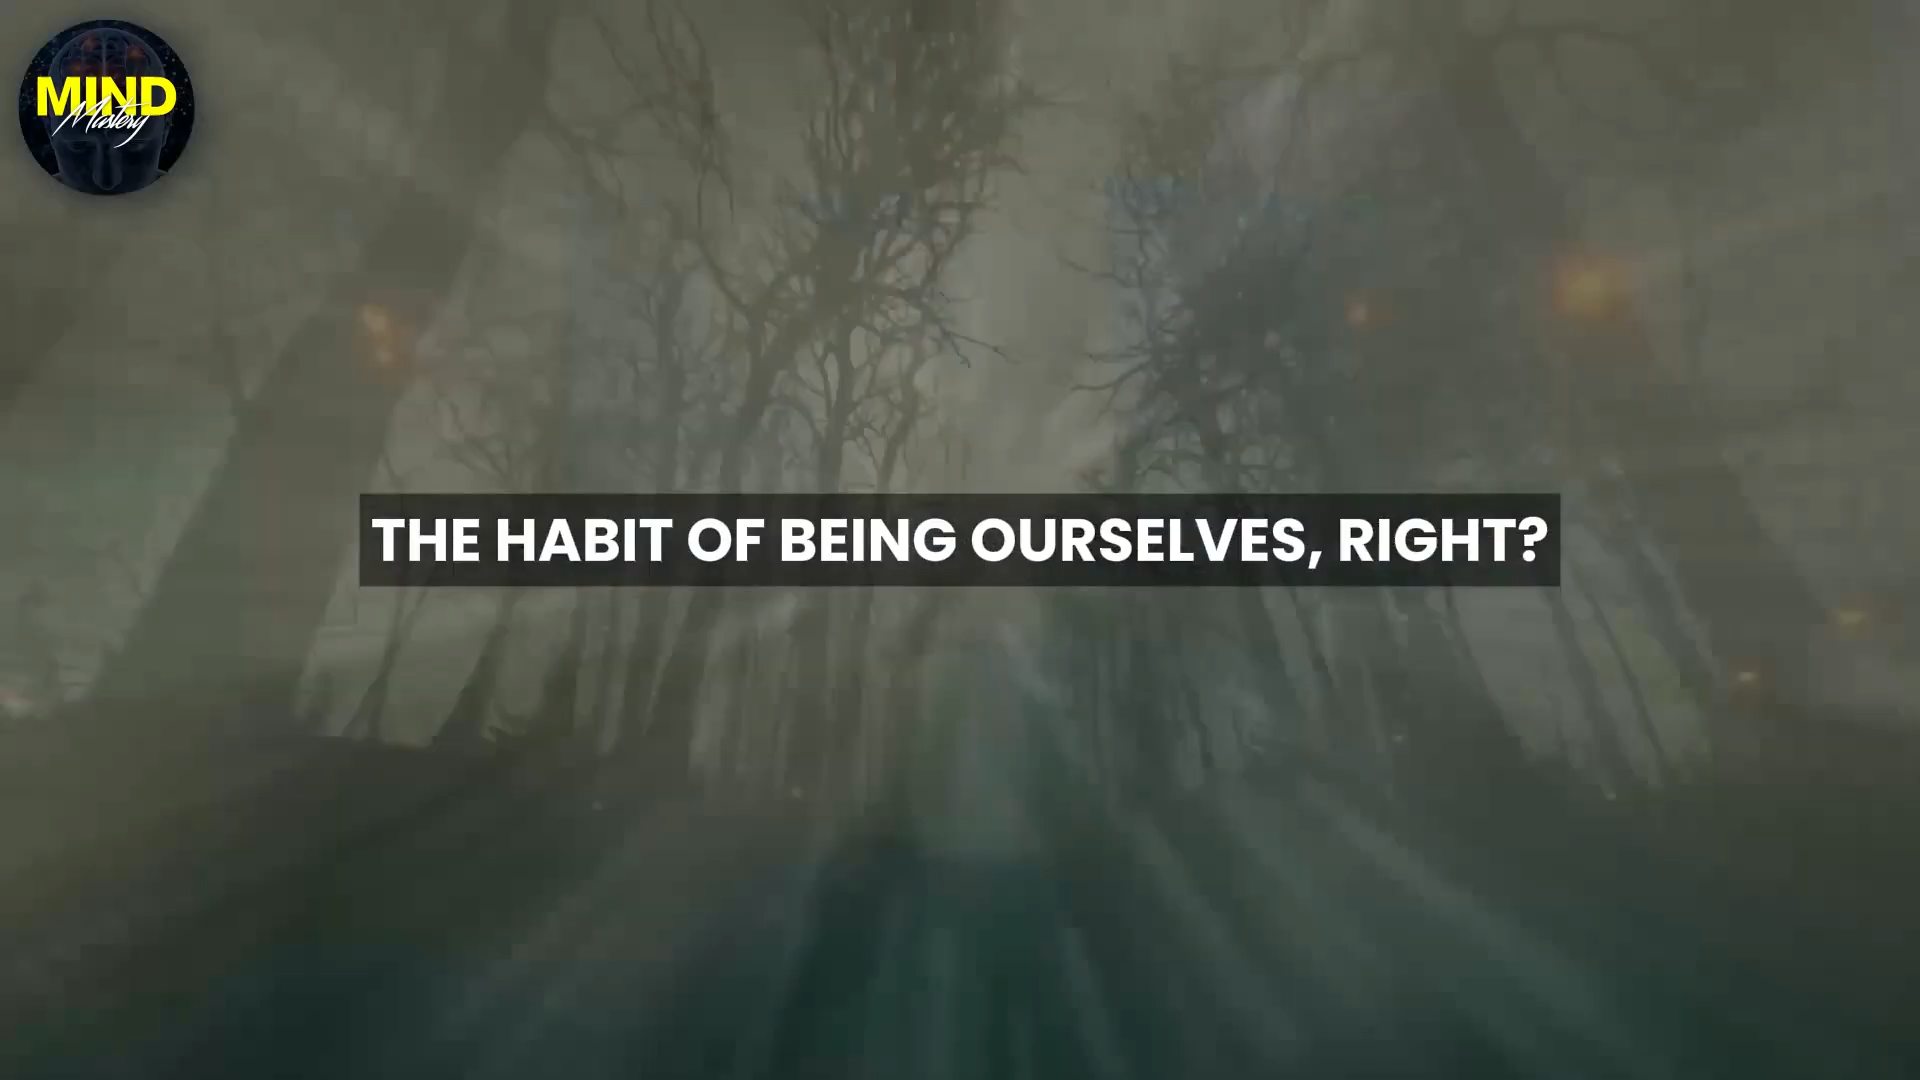 MIND
Mastery
THE HABIT OF BEING OURSELVES, RIGHT?